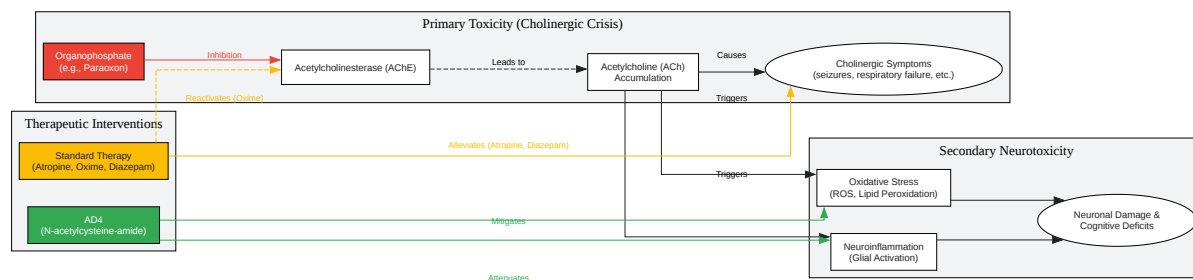 Primary Toxicity (Cholinergic Crisis)
Organophosphate
(e.g., Paraoxon)
Inhibition
Acetylcholinesterase (AChE)
Leads to
Acetylcholine (ACh)
Accumulation
Causes
Cholinergic Symptoms
(seizures, respiratory failure, etc.)
Reactivates (Oxime)
Triggers
Therapeutic Interventions
Standard Therapy
(Atropine, Oxime, Diazepam)
Alleviates (Atropine, Diazepam)
Secondary Neurotoxicity
Triggers
Oxidative Stress
(ROS, Lipid Peroxidation)
AD4
(N-acetylcysteine-amide)
Mitigates
Neuronal Damage &
Cognitive Deficits
Neuroinflammation
(Glial Activation)
Attenuates